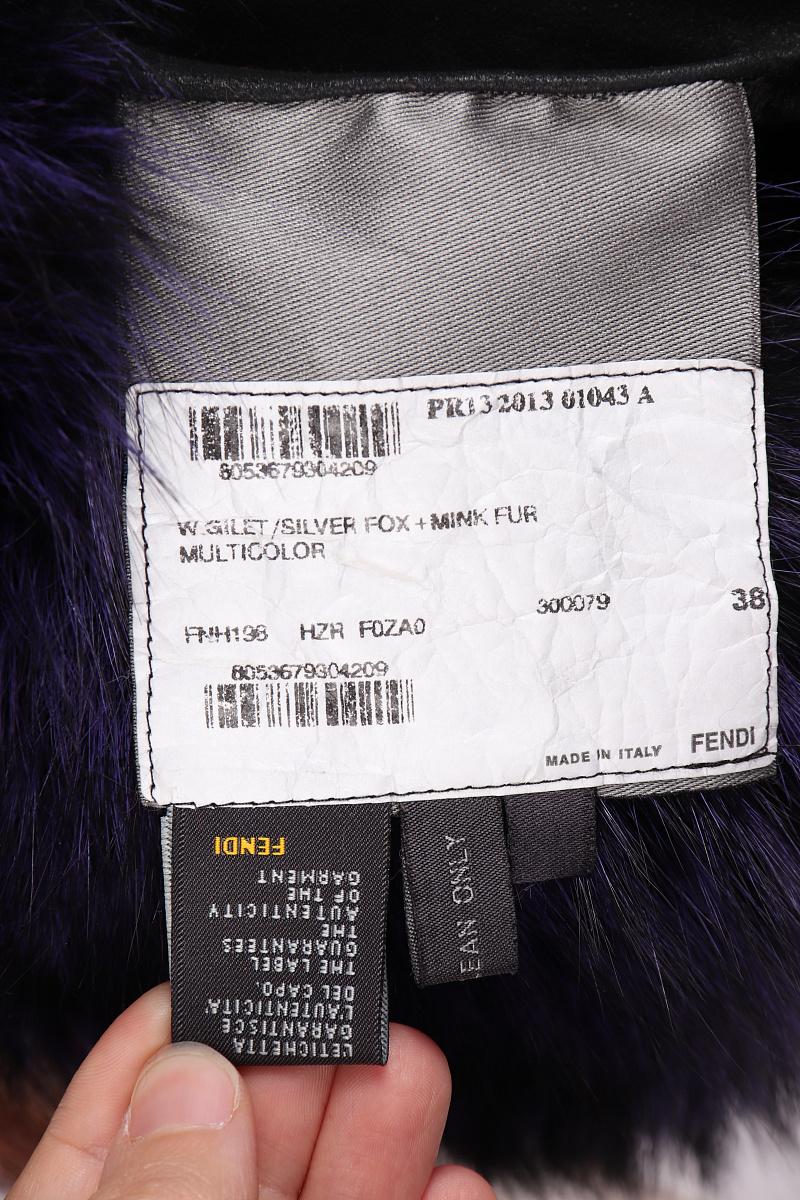 PR13 2013 01043 A
8053679304209
W.GILET/SILVER FOX+MINK FUR
MULTICOLOR
300079
38
FNH198 HZR F0ZA0
8053679304209
MADE IN ITALY FENDI
L'ETICHETTA
GARANTISCE
L'AUTENTICITA'
DEL CAPO.
THE LABEL
GUARANTEES
THE
AUTENTICITY
OF THE
GARMENT
FENDI
EAN ONLY